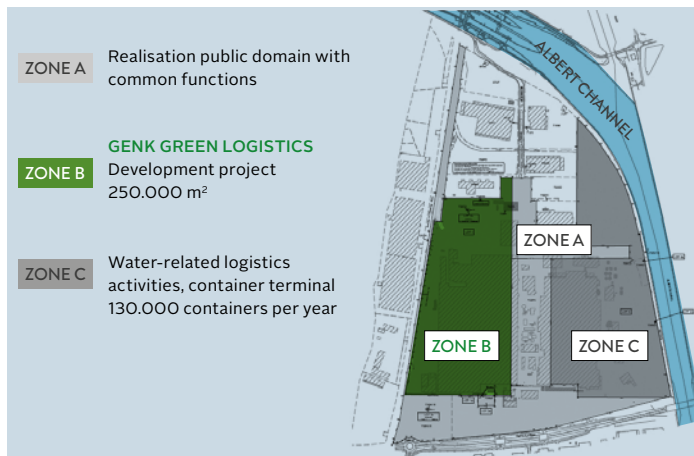 ZONE A
Realisation public domain with
common functions
ZONE B
GENK GREEN LOGISTICS
Development project
250.000 m²
ZONE C
Water-related logistics
activities, container terminal
130.000 containers per year
ALBERT CHANNEL
ZONE A
ZONE B
ZONE C